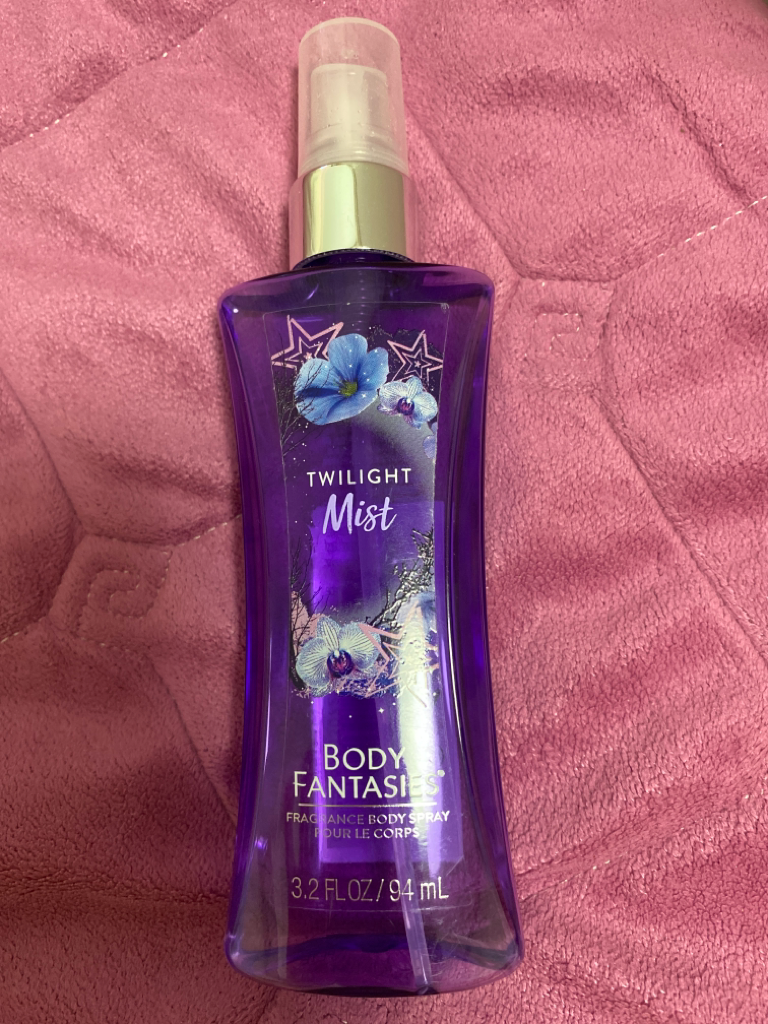 TWILIGHT
Mist
BODY
FANTASIES®
FRAGRANCE BODY SPRAY
POUR LE CORPS
3.2 FL OZ / 94 mL